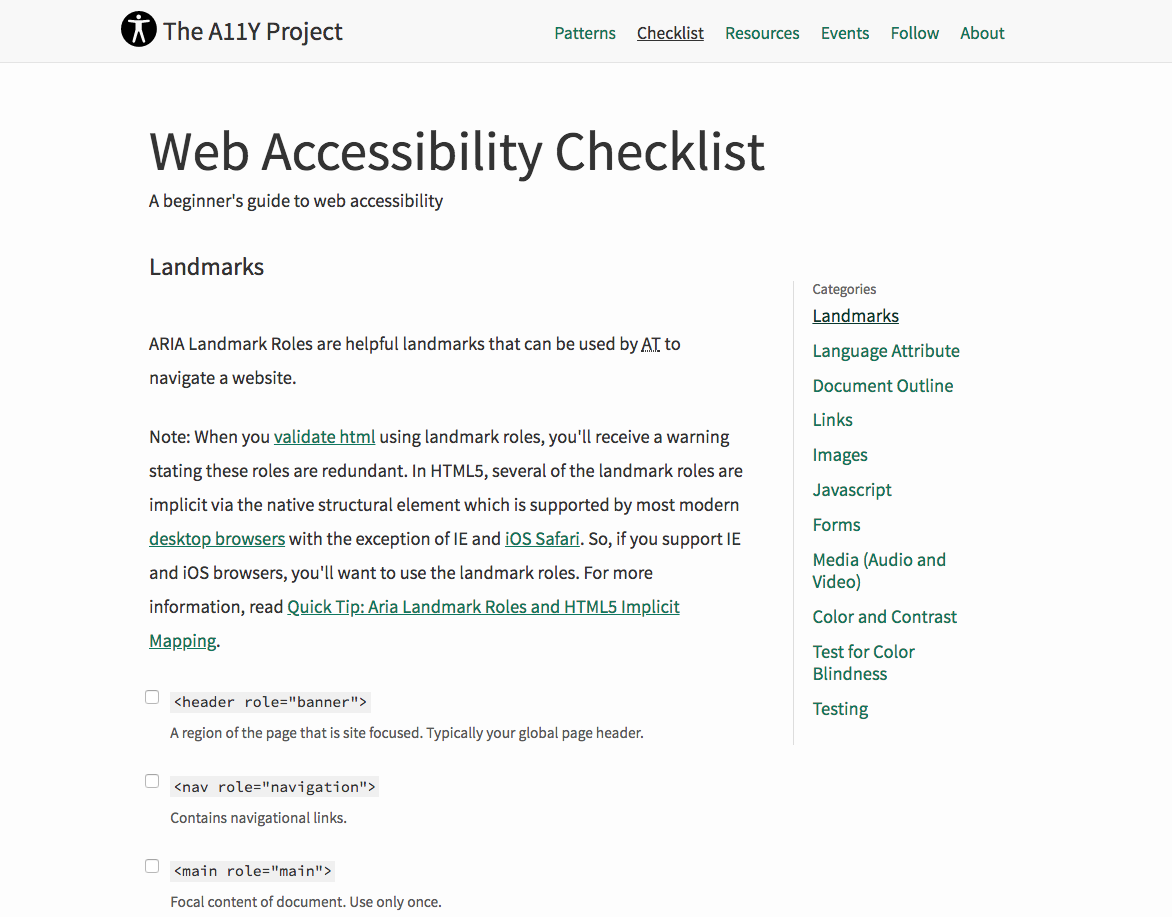 The A11Y Project
Patterns Checklist Resources Events Follow About
Web Accessibility Checklist
A beginner's guide to web accessibility
Landmarks
ARIA Landmark Roles are helpful landmarks that can be used by AT to
navigate a website.
Note: When you validate html using landmark roles, you'll receive a warning
stating these roles are redundant. In HTML5, several of the landmark roles are
implicit via the native structural element which is supported by most modern
desktop browsers with the exception of IE and iOS Safari. So, if you support IE
and iOS browsers, you'll want to use the landmark roles. For more
information, read Quick Tip: Aria Landmark Roles and HTML5 Implicit
Mapping.
<header role="banner">
A region of the page that is site focused. Typically your global page header.
<nav role="navigation">
Contains navigational links.
<main role="main">
Focal content of document. Use only once.
Categories
Landmarks
Language Attribute
Document Outline
Links
Images
Javascript
Forms
Media (Audio and
Video)
Color and Contrast
Test for Color
Blindness
Testing